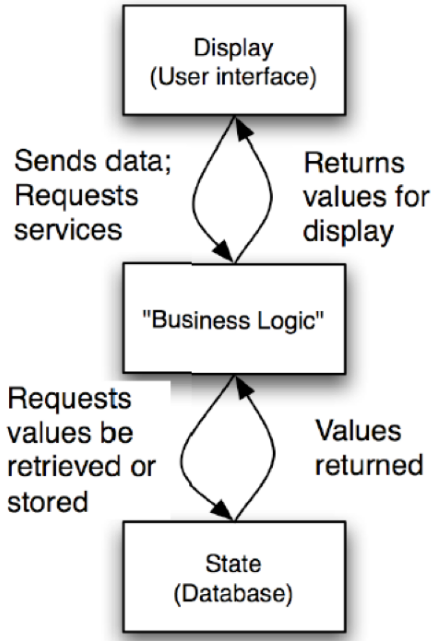 Display
(User interface)
Sends data;
Requests
services
Returns
values for
display
"Business Logic"
Requests
values be
retrieved or
stored
Values
returned
State
(Database)